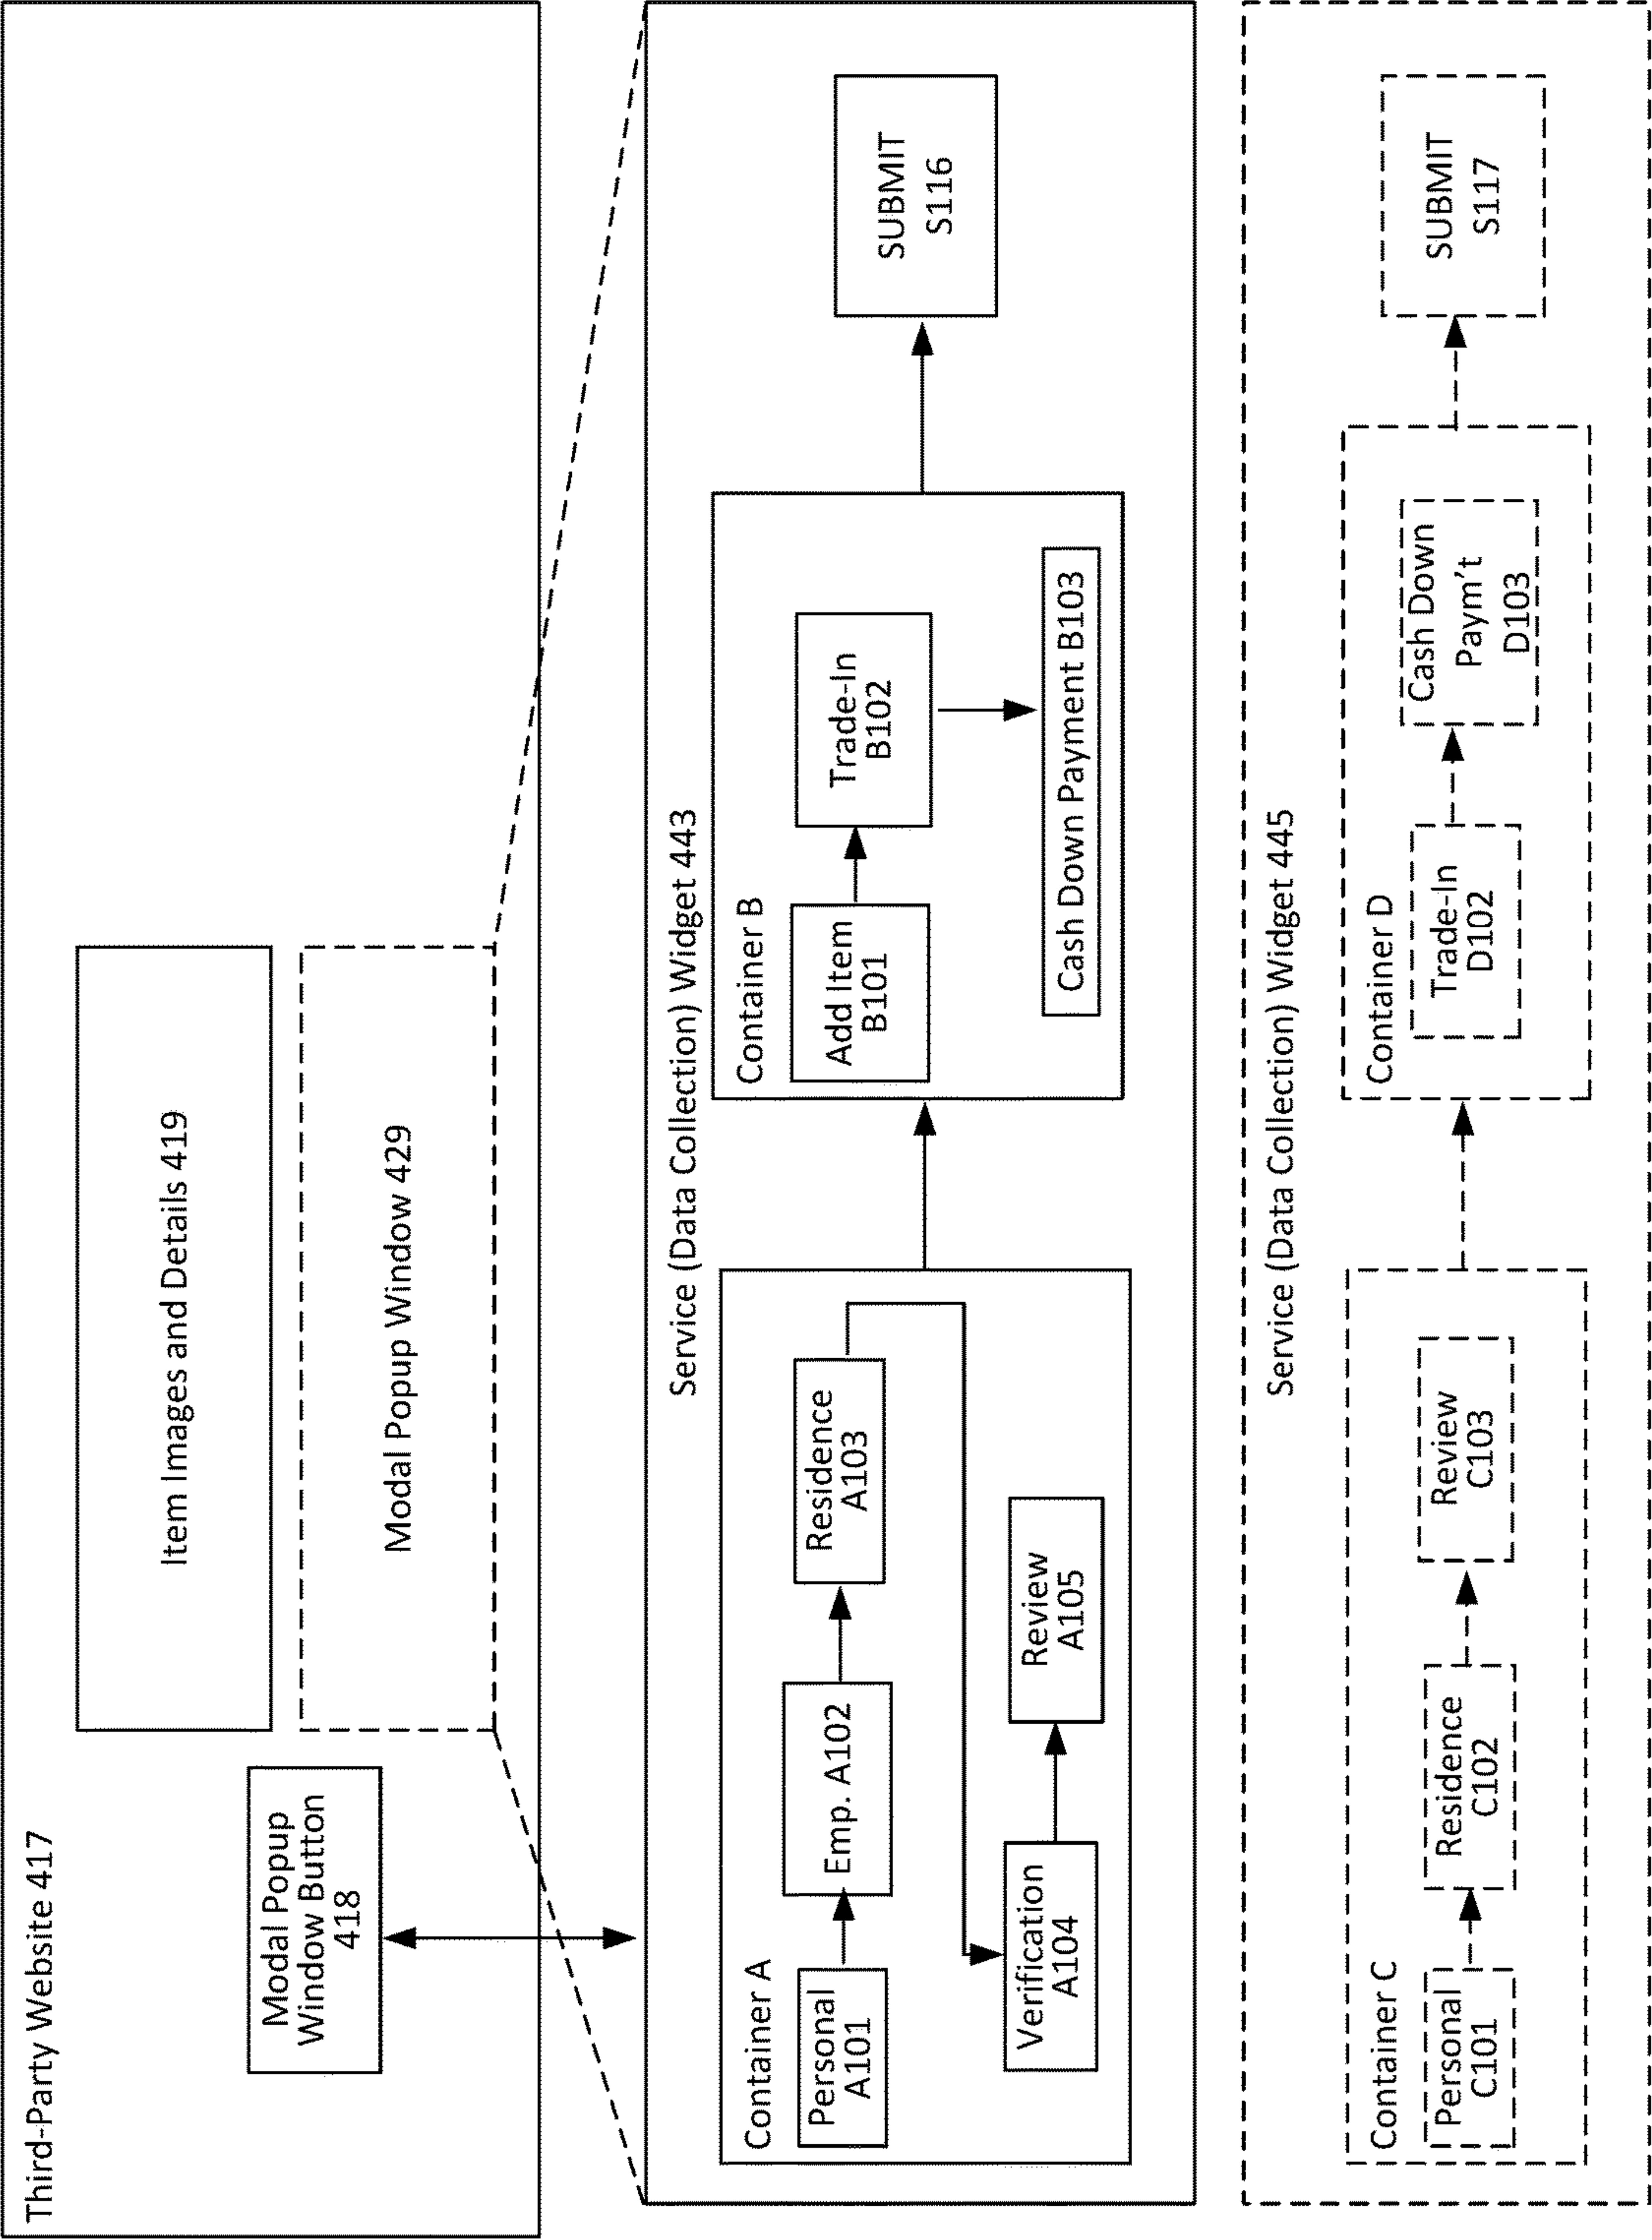 Third-Party Website 417
Item Images and Details 419
Modal Popup
Window Button
418
Modal Popup Window 429
Service (Data Collection) Widget 443
Container A
Personal
A101
Emp. A102
Residence
A103
Verification
A104
Review
A105
Container B
Add Item
B101
Trade-In
B102
Cash Down Payment B103
SUBMIT
S116
Service (Data Collection) Widget 445
Container C
Personal
C101
Residence
C102
Review
C103
Container D
Trade-In
D102
Cash Down
Paym't
D103
SUBMIT
S117